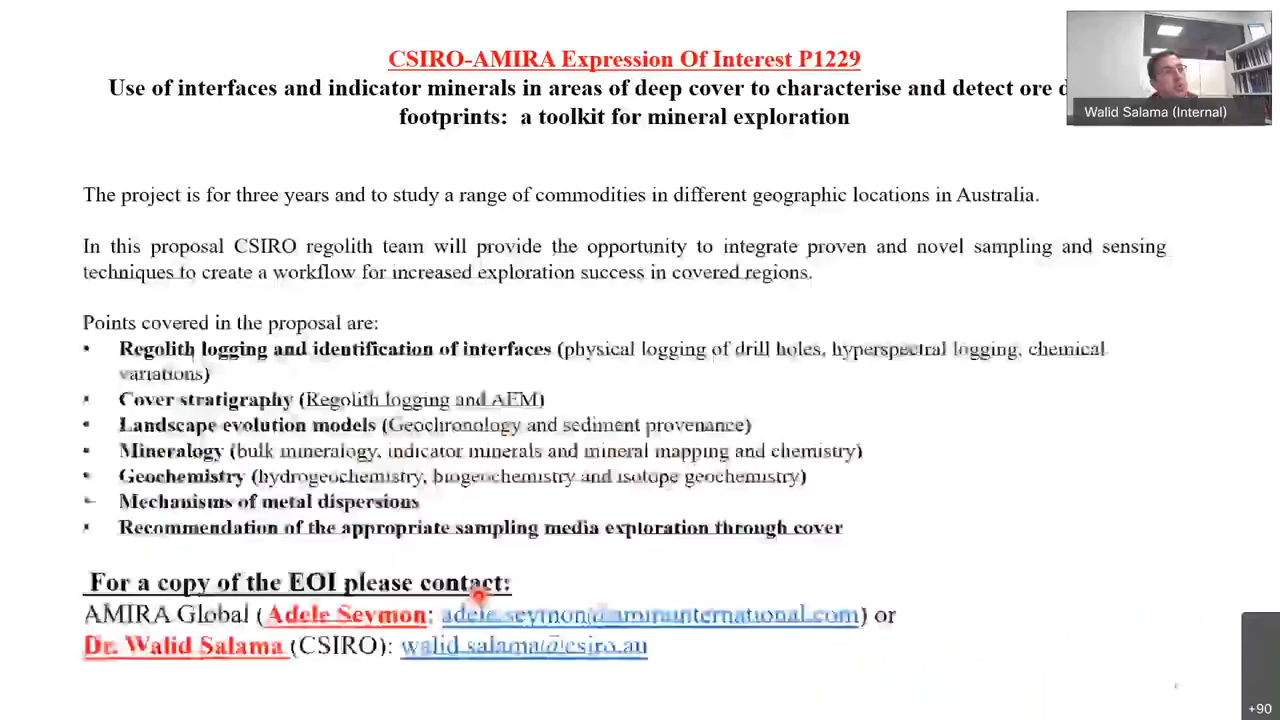 CSIRO-AMIRA Expression Of Interest P1229
Use of interfaces and indicator minerals in areas of deep cover to characterise and detect ore
footprints: a toolkit for mineral exploration
Walid Salama (Internal)
The project is for three years and to study a range of commodities in different geographic locations in Australia.
In this proposal CSIRO regolith team will provide the opportunity to integrate proven and novel sampling and sensing
techniques to create a workflow for increased exploration success in covered regions.
Points covered in the proposal are:
• Regolith logging and identification of interfaces (physical logging of drill holes, hyperspectral logging, chemical
variations)
• Cover stratigraphy (Regolith logging and AEM)
• Landscape evolution models (Geochronology and sediment provenance)
• Mineralogy (bulk mineralogy, indicator minerals and mineral mapping and chemistry)
• Geochemistry (hydrogeochemistry, biogeochemistry and isotope geochemistry)
• Mechanisms of metal dispersions
• Recommendation of the appropriate sampling media exploration through cover
For a copy of the EOI please contact:
AMIRA Global (Adele Seymon: ) or
Dr. Walid Salama (CSIRO): walid.salama@csiro.au
+90